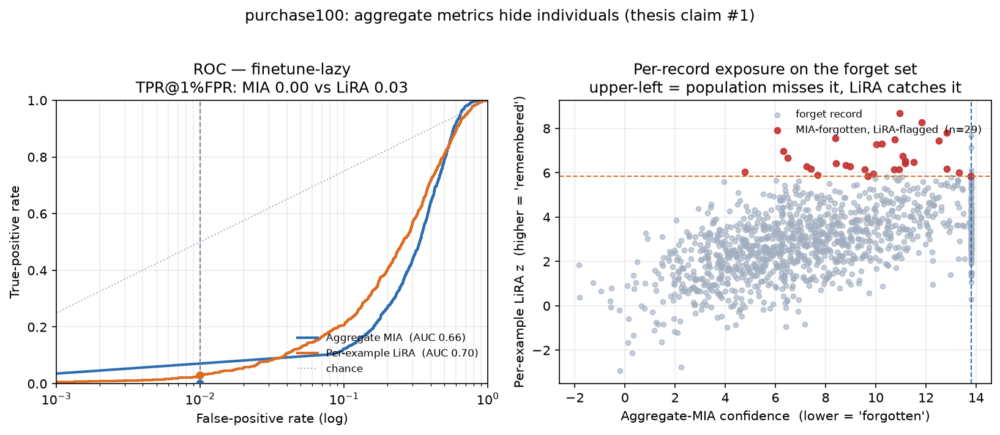 purchase100: aggregate metrics hide individuals (thesis claim #1)
ROC — finetune-lazy
TPR@1%FPR: MIA 0.00 vs LiRA 0.03
True-positive rate
1.0
0.8
0.6
0.4
0.2
0.0
Aggregate MIA (AUC 0.66)
Per-example LiRA (AUC 0.70)
chance
10⁻³
10⁻²
10⁻¹
10⁰
False-positive rate (log)
Per-record exposure on the forget set
upper-left = population misses it, LiRA catches it
Per-example LiRA z (higher = 'remembered')
forget record
MIA-forgotten, LiRA-flagged (n=29)
8
6
4
2
0
−2
−2
0
2
4
6
8
10
12
14
Aggregate-MIA confidence (lower = 'forgotten')